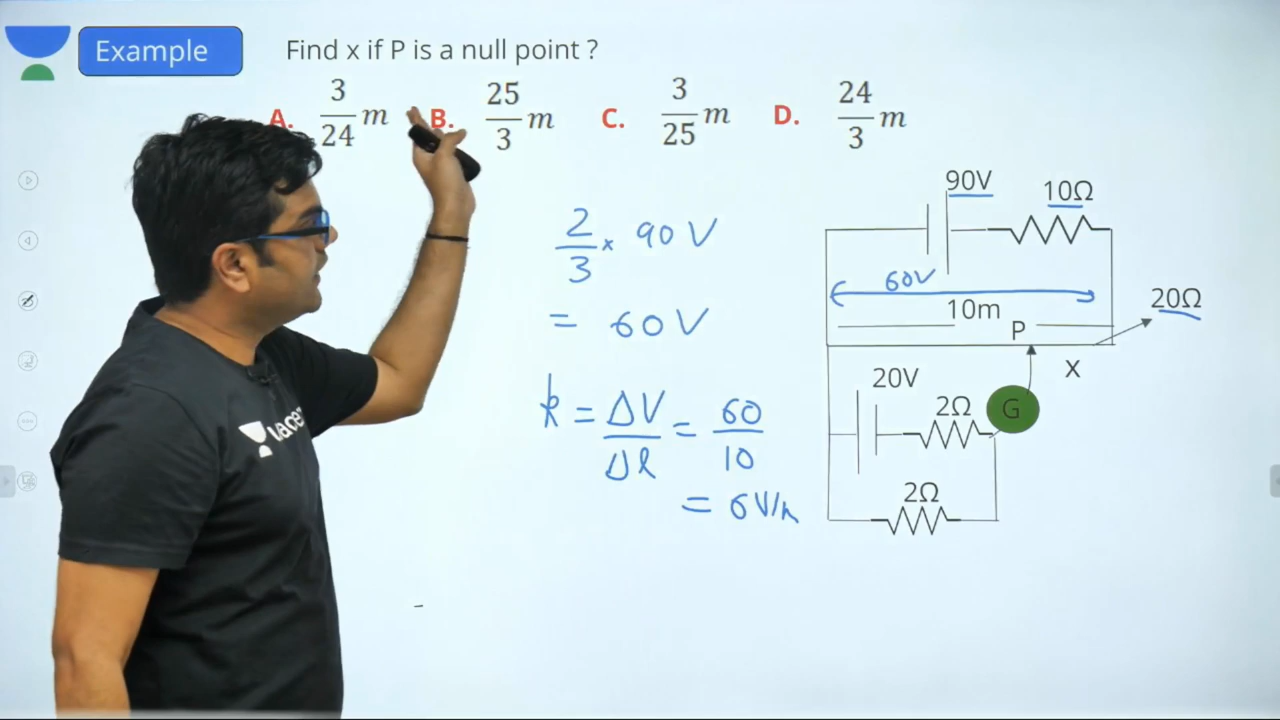 Example
Find x if P is a null point ?
A. 3/24 m B. 25/3 m C. 3/25 m D. 24/3 m
90V
10Ω
2/3 × 90 V
60V
10m
20Ω
= 60 V
P
X
20V
k = ΔV/Δl = 60/10
2Ω
G
= 6 V/m
2Ω